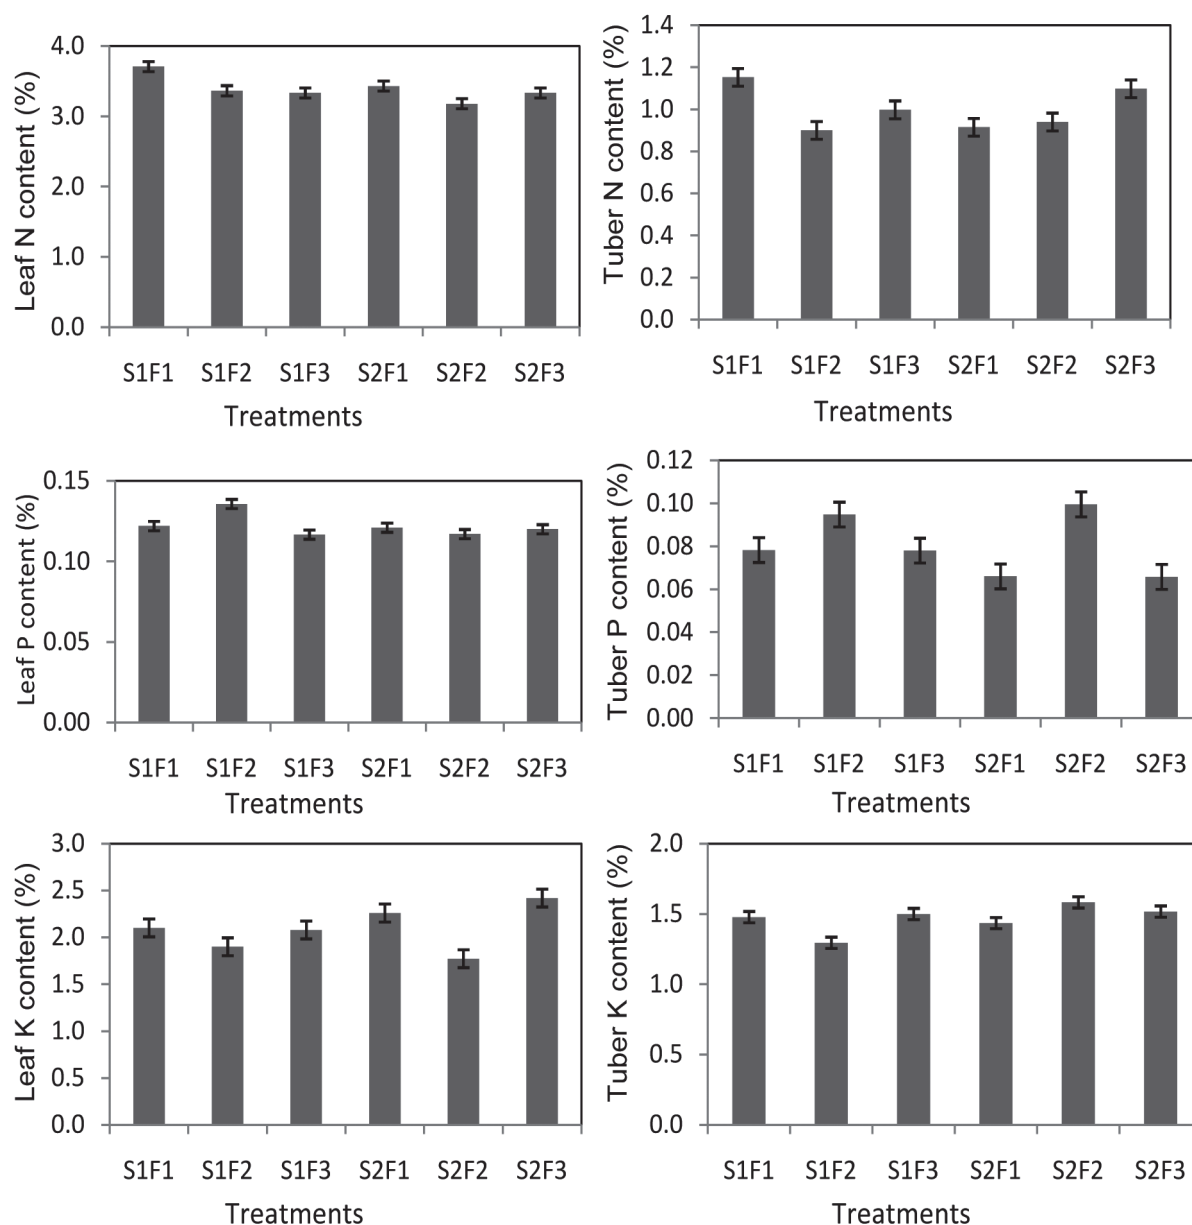 Leaf N content (%)
4.0
3.0
2.0
1.0
0.0
S1F1 S1F2 S1F3 S2F1 S2F2 S2F3
Treatments
Tuber N content (%)
1.4
1.2
1.0
0.8
0.6
0.4
0.2
0.0
S1F1 S1F2 S1F3 S2F1 S2F2 S2F3
Treatments
Leaf P content (%)
0.15
0.10
0.05
0.00
S1F1 S1F2 S1F3 S2F1 S2F2 S2F3
Treatments
Tuber P content (%)
0.12
0.10
0.08
0.06
0.04
0.02
0.00
S1F1 S1F2 S1F3 S2F1 S2F2 S2F3
Treatments
Leaf K content (%)
3.0
2.5
2.0
1.5
1.0
0.5
0.0
S1F1 S1F2 S1F3 S2F1 S2F2 S2F3
Treatments
Tuber K content (%)
2.0
1.5
1.0
0.5
0.0
S1F1 S1F2 S1F3 S2F1 S2F2 S2F3
Treatments